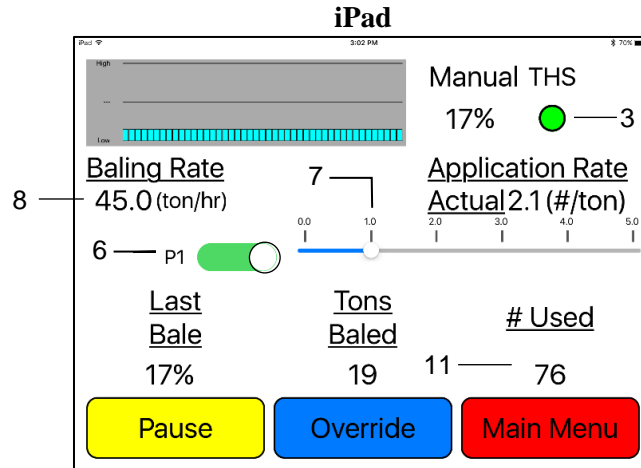 iPad
iPad 3:02 PM 70%
High
---
Low
Manual THS
17% 3
Baling Rate
8 45.0 (ton/hr)
7
Application Rate
Actual 2.1 (#/ton)
0.0 1.0 2.0 3.0 4.0 5.0
6 P1
Last
Bale
17%
Tons
Baled
19
# Used
11 76
Pause Override Main Menu